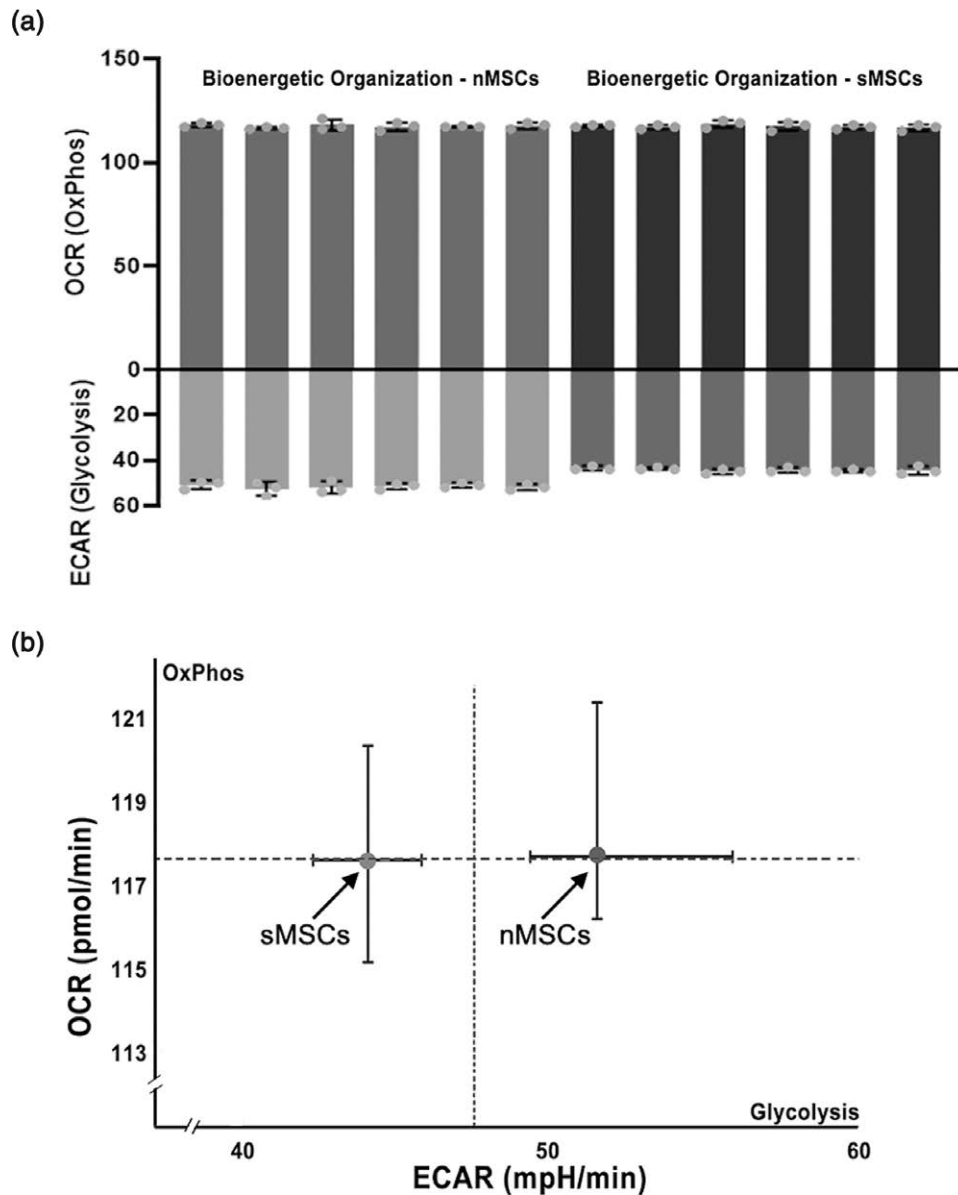 (a)
150
Bioenergetic Organization - nMSCs
Bioenergetic Organization - sMSCs
100
OCR (OxPhos)
50
0
20
ECAR (Glycolysis)
40
60
(b)
OxPhos
121
119
OCR (pmol/min)
117
sMSCs
nMSCs
115
113
Glycolysis
40
50
60
ECAR (mpH/min)